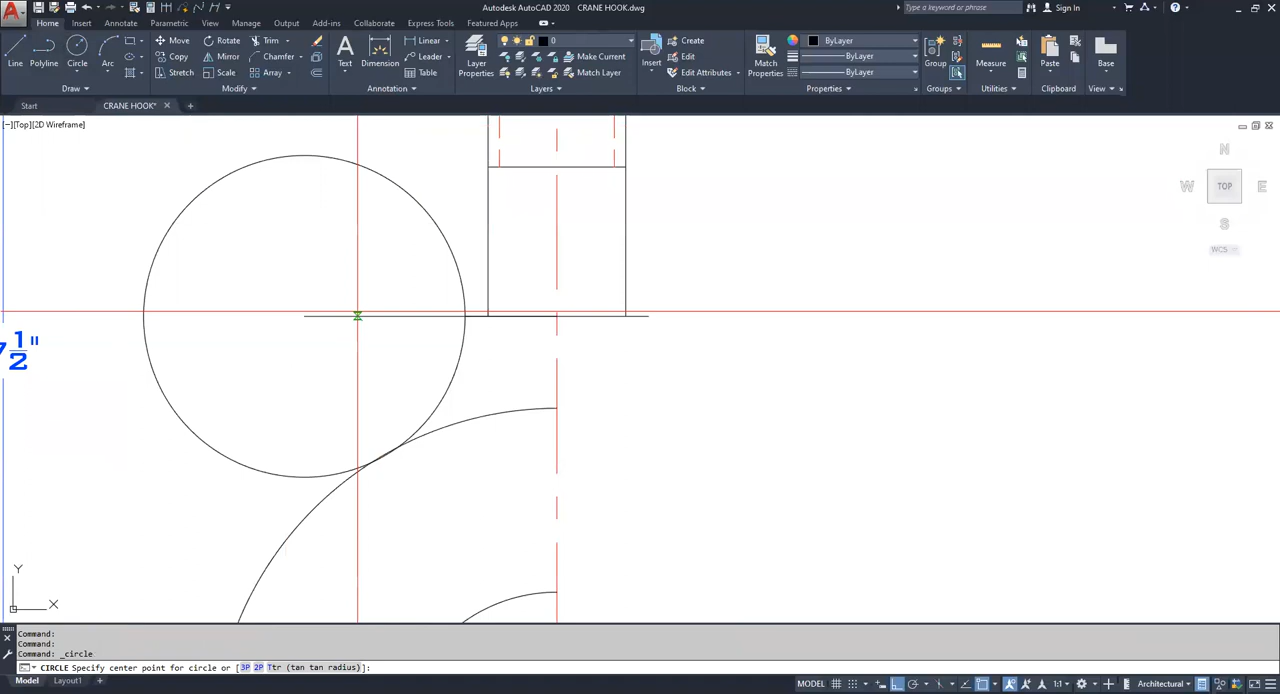 Autodesk AutoCAD 2020 CRANE HOOK.dwg
Type a keyword or phrase
Sign In
Home Insert Annotate Parametric View Manage Output Add-ins Collaborate Express Tools Featured Apps
Line Polyline Circle Arc
Move Rotate Trim
Copy Mirror Chamfer
Stretch Scale Array
Text Dimension
Linear
Leader
Table
Layer Properties
0
Make Current
Match Layer
Insert
Create
Edit
Edit Attributes
Match Properties
ByLayer
ByLayer
ByLayer
Group
Measure
Paste
Base
Draw Modify Annotation Layers Block Properties Groups Utilities Clipboard View
Start CRANE HOOK*
[−][Top][2D Wireframe]
N
W TOP E
S
WCS
1/2"
Y
X
Command:
Command:
Command: _circle
CIRCLE Specify center point for circle or [3P 2P Ttr (tan tan radius)]:
Model Layout1
MODEL 1:1 Architectural